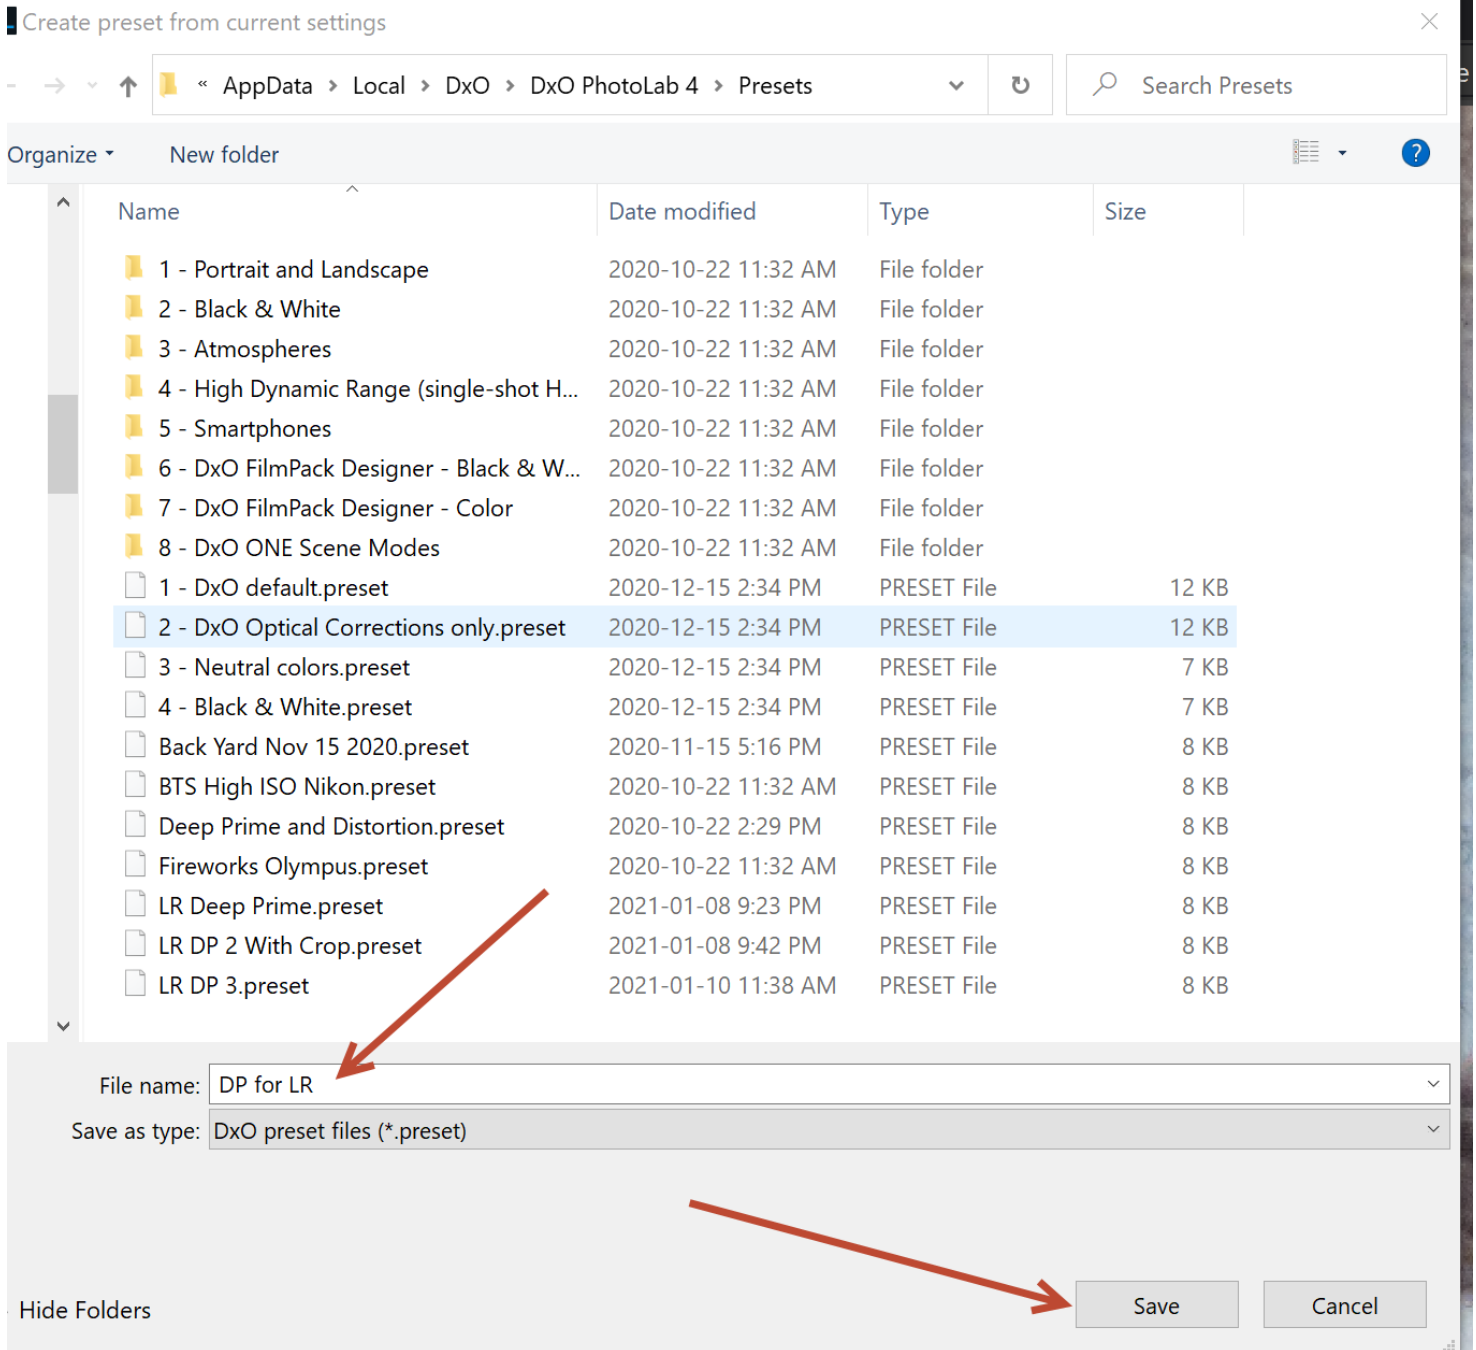 Create preset from current settings
« AppData > Local > DxO > DxO PhotoLab 4 > Presets Search Presets
Organize New folder ?
Name Date modified Type Size
1 - Portrait and Landscape 2020-10-22 11:32 AM File folder
2 - Black & White 2020-10-22 11:32 AM File folder
3 - Atmospheres 2020-10-22 11:32 AM File folder
4 - High Dynamic Range (single-shot H... 2020-10-22 11:32 AM File folder
5 - Smartphones 2020-10-22 11:32 AM File folder
6 - DxO FilmPack Designer - Black & W... 2020-10-22 11:32 AM File folder
7 - DxO FilmPack Designer - Color 2020-10-22 11:32 AM File folder
8 - DxO ONE Scene Modes 2020-10-22 11:32 AM File folder
1 - DxO default.preset 2020-12-15 2:34 PM PRESET File 12 KB
2 - DxO Optical Corrections only.preset 2020-12-15 2:34 PM PRESET File 12 KB
3 - Neutral colors.preset 2020-12-15 2:34 PM PRESET File 7 KB
4 - Black & White.preset 2020-12-15 2:34 PM PRESET File 7 KB
Back Yard Nov 15 2020.preset 2020-11-15 5:16 PM PRESET File 8 KB
BTS High ISO Nikon.preset 2020-10-22 11:32 AM PRESET File 8 KB
Deep Prime and Distortion.preset 2020-10-22 2:29 PM PRESET File 8 KB
Fireworks Olympus.preset 2020-10-22 11:32 AM PRESET File 8 KB
LR Deep Prime.preset 2021-01-08 9:23 PM PRESET File 8 KB
LR DP 2 With Crop.preset 2021-01-08 9:42 PM PRESET File 8 KB
LR DP 3.preset 2021-01-10 11:38 AM PRESET File 8 KB
File name: DP for LR
Save as type: DxO preset files (*.preset)
Hide Folders Save Cancel